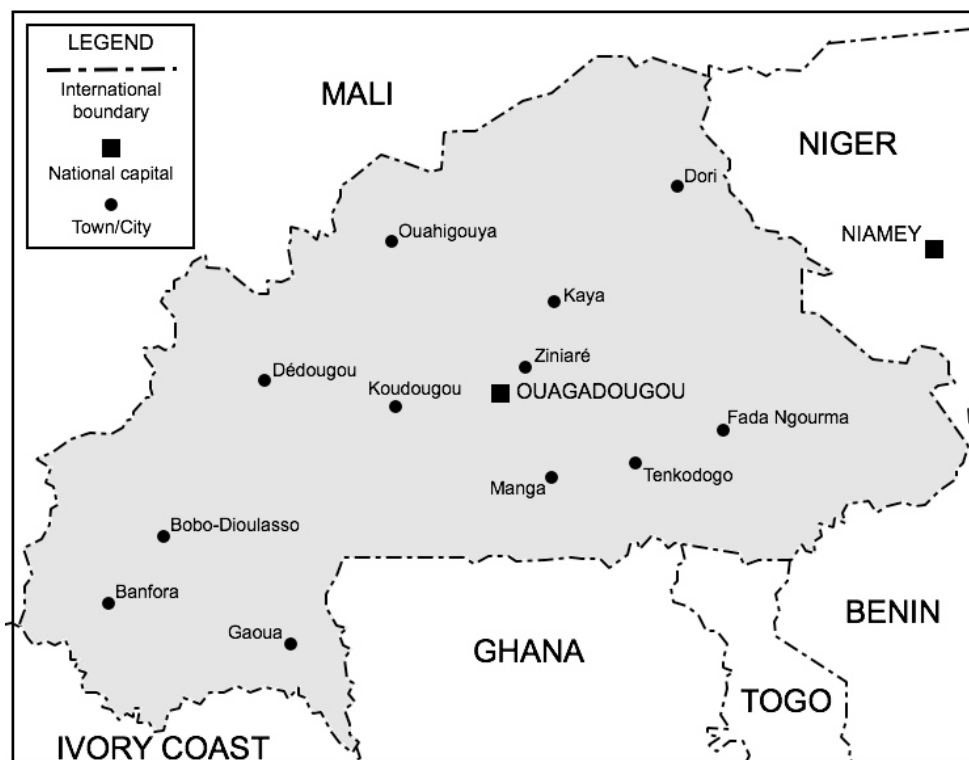 LEGEND
International
boundary
National capital
Town/City
MALI
NIGER
Dori
NIAMEY
Ouahigouya
Kaya
Ziniaré
Dédougou
Koudougou
OUAGADOUGOU
Fada Ngourma
Manga
Tenkodogo
Bobo-Dioulasso
Banfora
Gaoua
GHANA
BENIN
TOGO
IVORY COAST